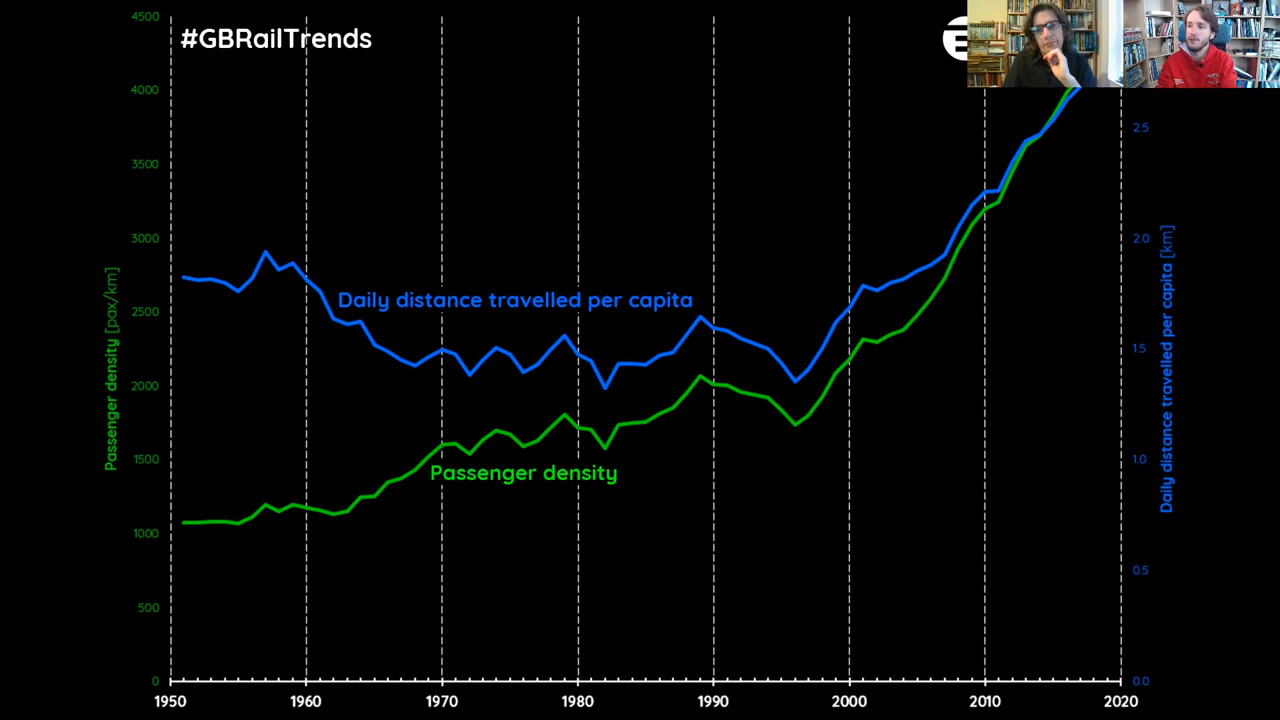 #GBRailTrends
4500
4000
3500
3000
2500
2000
1500
1000
500
0
Passenger density [pax/km]
Daily distance travelled per capita
Passenger density
2.5
2.0
1.5
1.0
0.5
0.0
Daily distance travelled per capita [km]
1950 1960 1970 1980 1990 2000 2010 2020